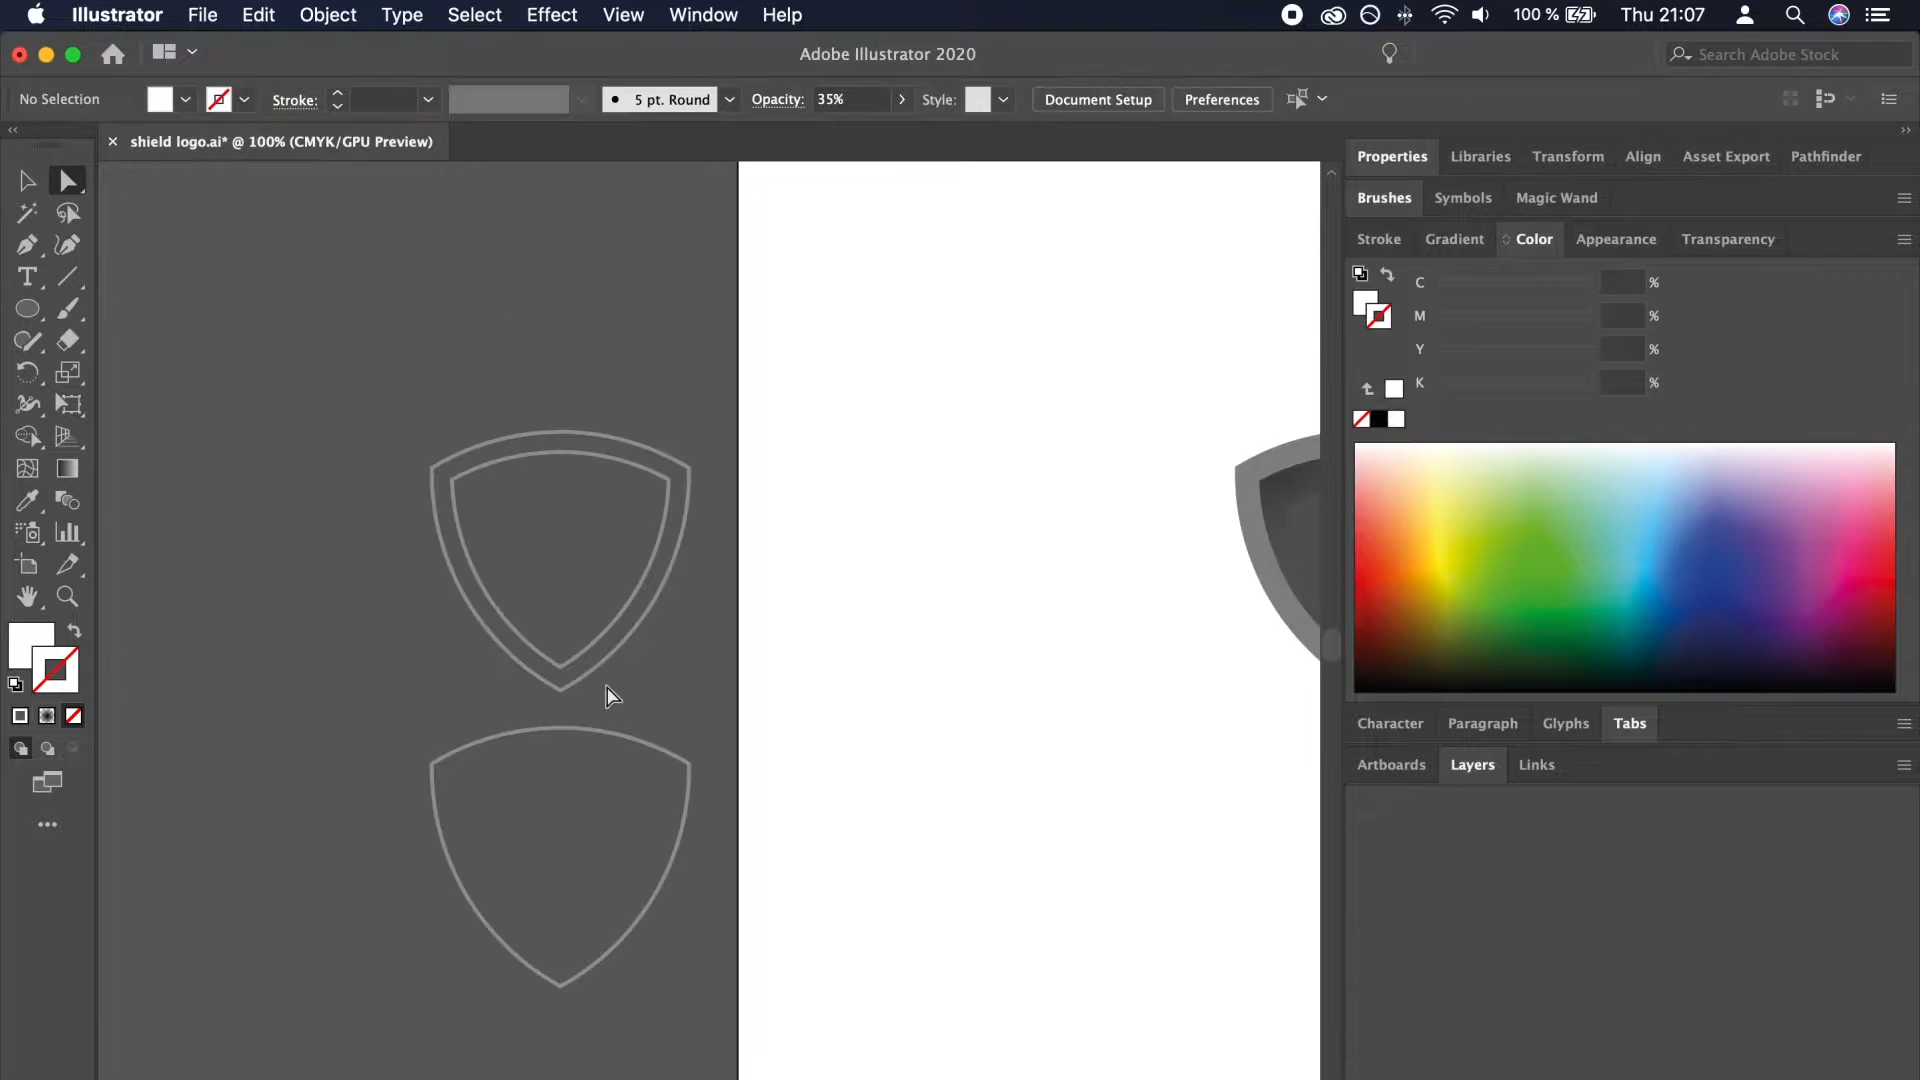 Illustrator File Edit Object Type Select Effect View Window Help 100 % Thu 21:07
Adobe Illustrator 2020 Search Adobe Stock
No Selection Stroke: 5 pt. Round Opacity: 35% Style: Document Setup Preferences
shield logo.ai* @ 100% (CMYK/GPU Preview)
Properties Libraries Transform Align Asset Export Pathfinder
Brushes Symbols Magic Wand
Stroke Gradient Color Appearance Transparency
C %
M %
Y %
K %
Character Paragraph Glyphs Tabs
Artboards Layers Links